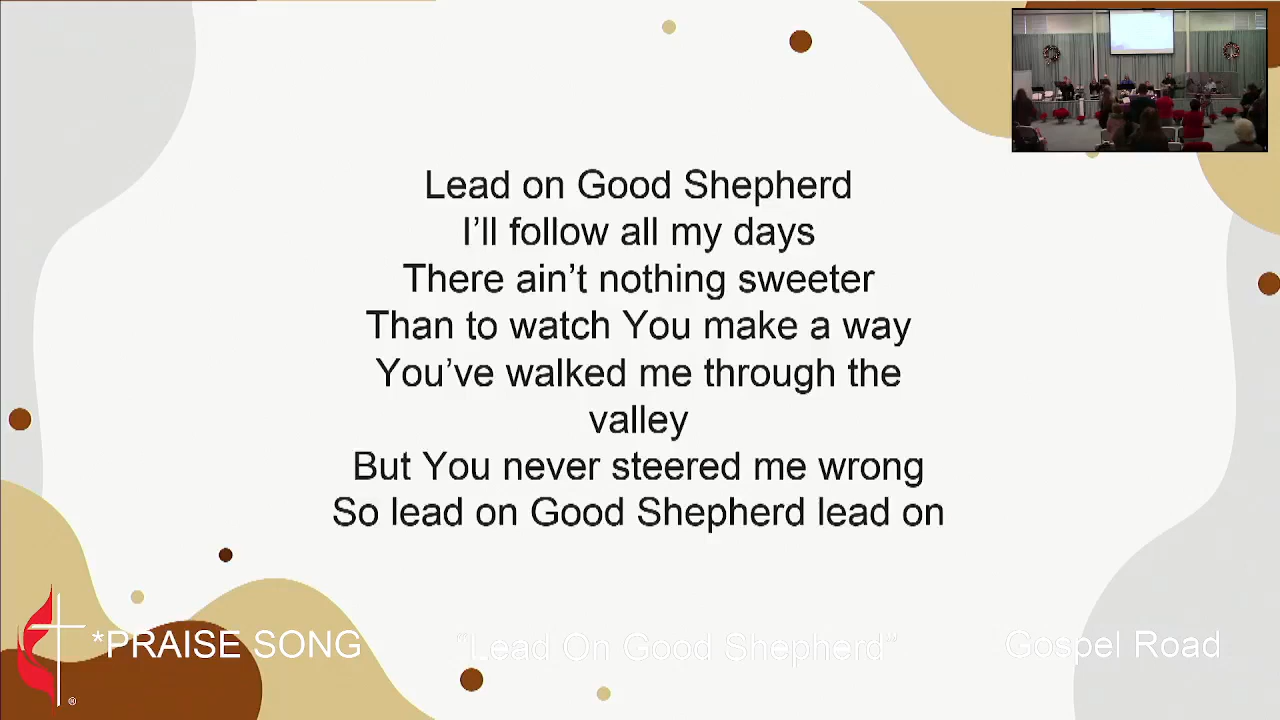 Lead on Good Shepherd
I’ll follow all my days
There ain’t nothing sweeter
Than to watch You make a way
You’ve walked me through the
valley
But You never steered me wrong
So lead on Good Shepherd lead on
*PRAISE SONG “Lead On Good Shepherd” Gospel Road
®